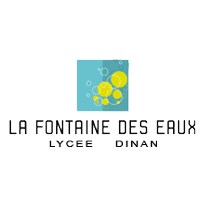 LA FONTAINE DES EAUX
LYCEE DINAN